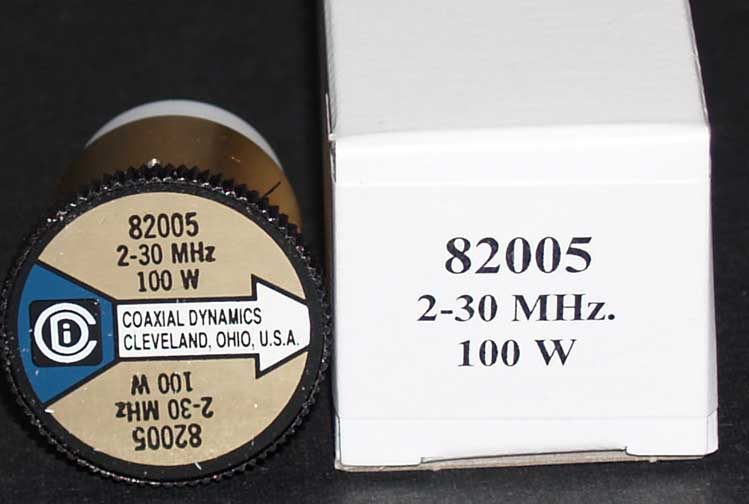 82005
2-30 MHz
100 W
COAXIAL DYNAMICS
CLEVELAND, OHIO, U.S.A.
100 W
2-30 MHz
82005
82005
2-30 MHz.
100 W